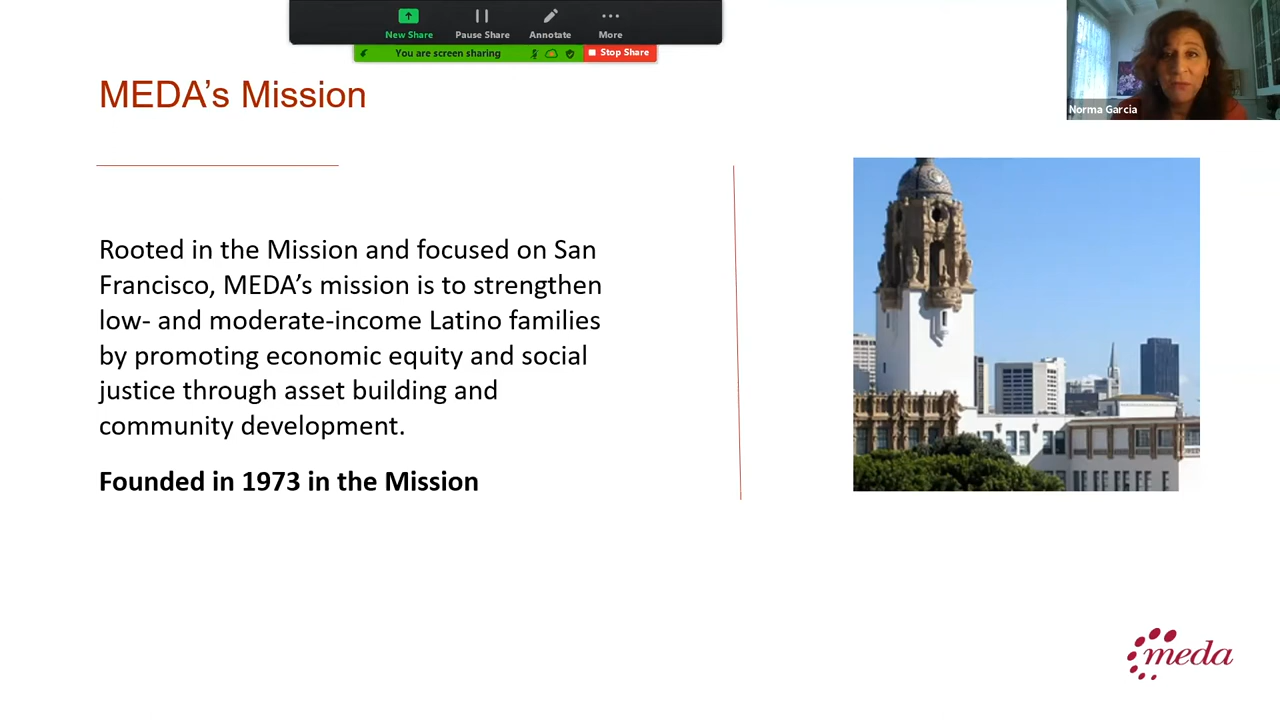 New Share
Pause Share
Annotate
More
You are screen sharing
Stop Share
MEDA’s Mission
Norma Garcia
Rooted in the Mission and focused on San
Francisco, MEDA’s mission is to strengthen
low- and moderate-income Latino families
by promoting economic equity and social
justice through asset building and
community development.
Founded in 1973 in the Mission
meda